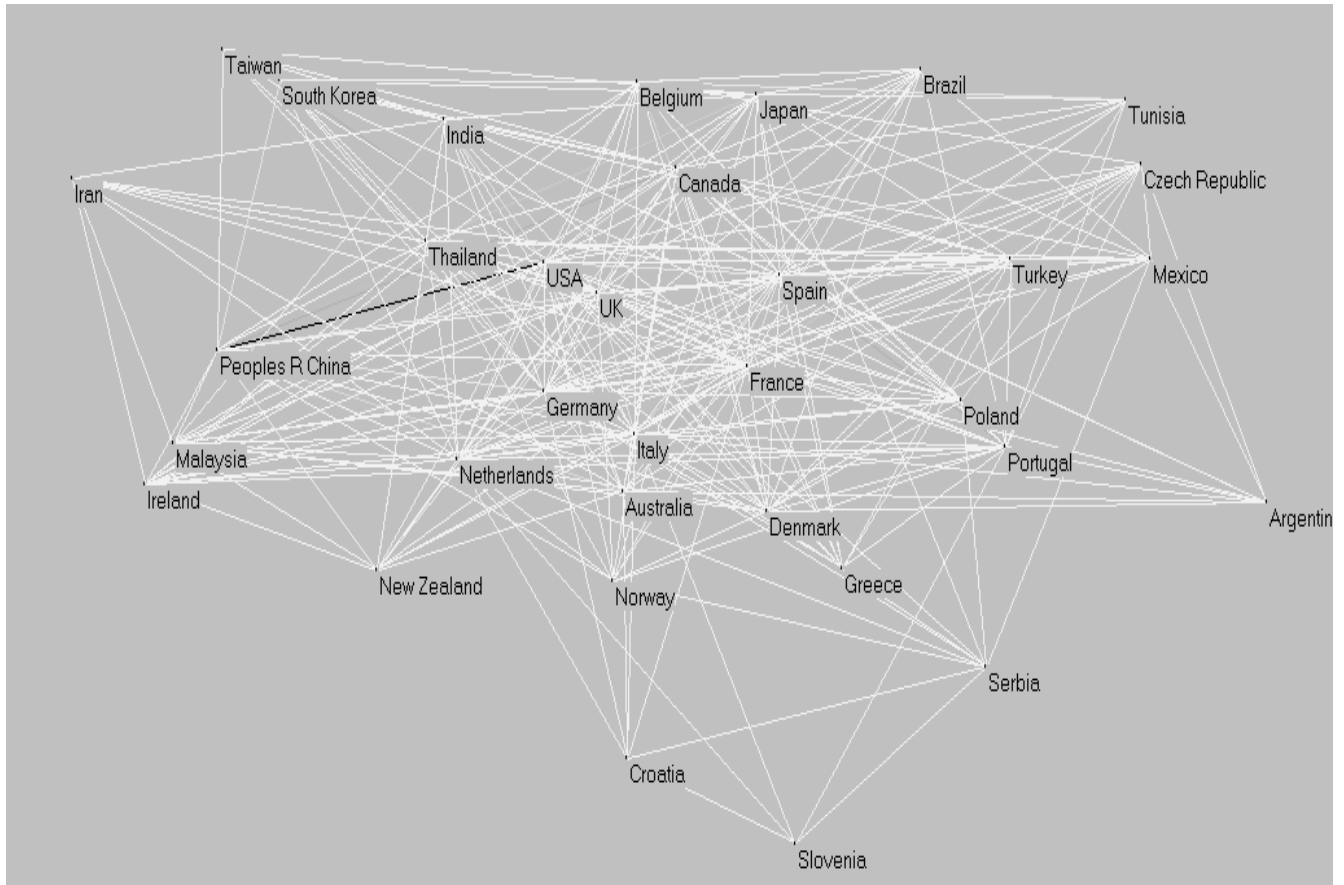 Taiwan
South Korea
Belgium
Japan
Brazil
Tunisia
India
Iran
Canada
Czech Republic
Thailand
USA
UK
Spain
Turkey
Mexico
Peoples R China
France
Germany
Poland
Malaysia
Italy
Portugal
Ireland
Netherlands
Australia
Denmark
Argentin
New Zealand
Norway
Greece
Serbia
Croatia
Slovenia